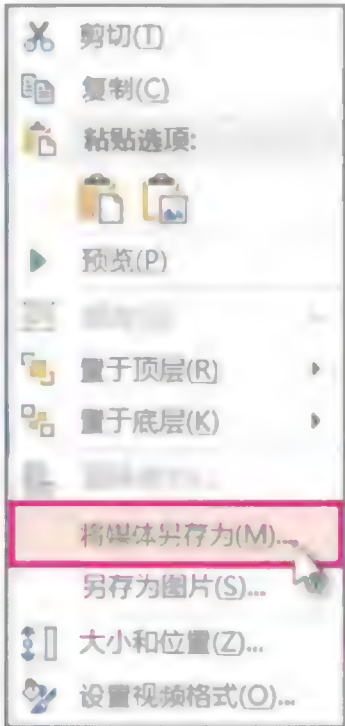 剪切(T)
复制(C)
粘贴选项:
预览(P)
置于顶层(R)
置于底层(K)
将媒体另存为(M)...
另存为图片(S)...
大小和位置(Z)...
设置视频格式(O)...